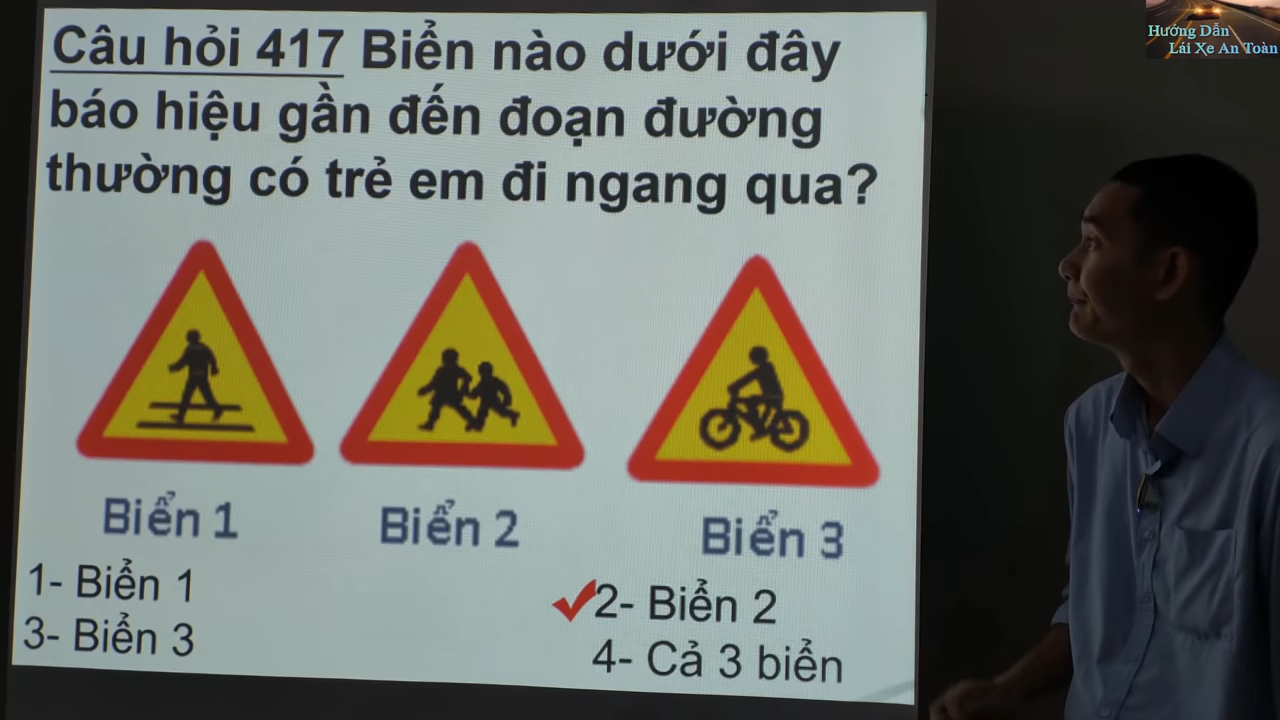 Hướng Dẫn
Lái Xe An Toàn
Câu hỏi 417 Biển nào dưới đây
báo hiệu gần đến đoạn đường
thường có trẻ em đi ngang qua?
Biển 1
Biển 2
Biển 3
1- Biển 1
2- Biển 2
3- Biển 3
4- Cả 3 biển